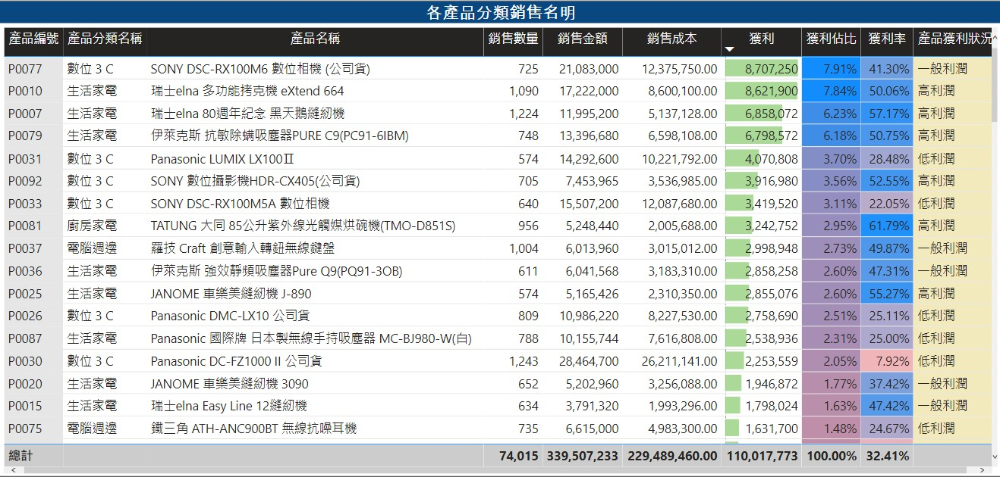 各產品分類銷售名明
產品編號 產品分類名稱 產品名稱 銷售數量 銷售金額 銷售成本 獲利 獲利佔比 獲利率 產品獲利狀況
P0077 數位 3 C SONY DSC-RX100M6 數位相機 (公司貨) 725 21,083,000 12,375,750.00 8,707,250 7.91% 41.30% 一般利潤
P0010 生活家電 瑞士elna 多功能拷克機 eXtend 664 1,090 17,222,000 8,600,100.00 8,621,900 7.84% 50.06% 高利潤
P0007 生活家電 瑞士elna 80週年紀念 黑天鵝縫紉機 1,224 11,995,200 5,137,128.00 6,858,072 6.23% 57.17% 高利潤
P0079 生活家電 伊萊克斯 抗敏除蟎吸塵器PURE C9(PC91-6IBM) 748 13,396,680 6,598,108.00 6,798,572 6.18% 50.75% 高利潤
P0031 數位 3 C Panasonic LUMIX LX100Ⅱ 574 14,292,600 10,221,792.00 4,070,808 3.70% 28.48% 低利潤
P0092 數位 3 C SONY 數位攝影機HDR-CX405(公司貨) 705 7,453,965 3,536,985.00 3,916,980 3.56% 52.55% 高利潤
P0033 數位 3 C SONY DSC-RX100M5A 數位相機 640 15,507,200 12,087,680.00 3,419,520 3.11% 22.05% 低利潤
P0081 廚房家電 TATUNG 大同 85公升紫外線光觸媒烘碗機(TMO-D851S) 956 5,248,440 2,005,688.00 3,242,752 2.95% 61.79% 高利潤
P0037 電腦週邊 羅技 Craft 創意輸入轉鈕無線鍵盤 1,004 6,013,960 3,015,012.00 2,998,948 2.73% 49.87% 一般利潤
P0036 生活家電 伊萊克斯 強效靜頻吸塵器Pure Q9(PQ91-3OB) 611 6,041,568 3,183,310.00 2,858,258 2.60% 47.31% 一般利潤
P0025 生活家電 JANOME 車樂美縫紉機 J-890 574 5,165,426 2,310,350.00 2,855,076 2.60% 55.27% 高利潤
P0026 數位 3 C Panasonic DMC-LX10 公司貨 809 10,986,220 8,227,530.00 2,758,690 2.51% 25.11% 低利潤
P0087 生活家電 Panasonic 國際牌 日本製無線手持吸塵器 MC-BJ980-W(白) 788 10,155,744 7,616,808.00 2,538,936 2.31% 25.00% 低利潤
P0030 數位 3 C Panasonic DC-FZ1000 II 公司貨 1,243 28,464,700 26,211,141.00 2,253,559 2.05% 7.92% 低利潤
P0020 生活家電 JANOME 車樂美縫紉機 3090 652 5,202,960 3,256,088.00 1,946,872 1.77% 37.42% 一般利潤
P0015 生活家電 瑞士elna Easy Line 12縫紉機 634 3,791,320 1,993,296.00 1,798,024 1.63% 47.42% 一般利潤
P0075 電腦週邊 鐵三角 ATH-ANC900BT 無線抗噪耳機 735 6,615,000 4,983,300.00 1,631,700 1.48% 24.67% 低利潤
總計 74,015 339,507,233 229,489,460.00 110,017,773 100.00% 32.41%